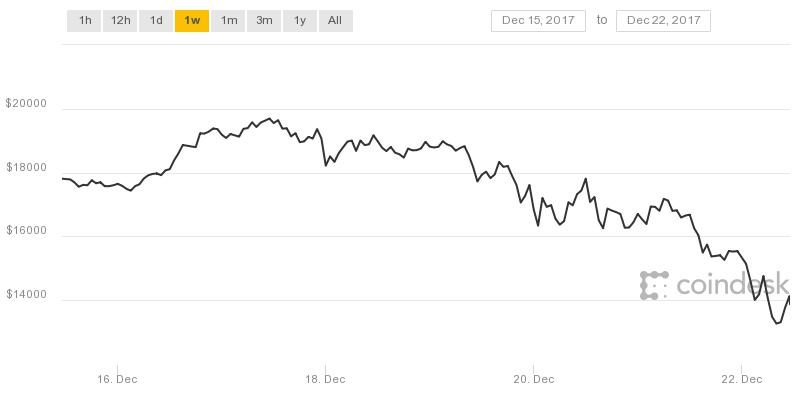 1h 12h 1d 1w 1m 3m 1y All Dec 15, 2017 to Dec 22, 2017
$20000
$18000
$16000
$14000
coindesk
16. Dec 18. Dec 20. Dec 22. Dec